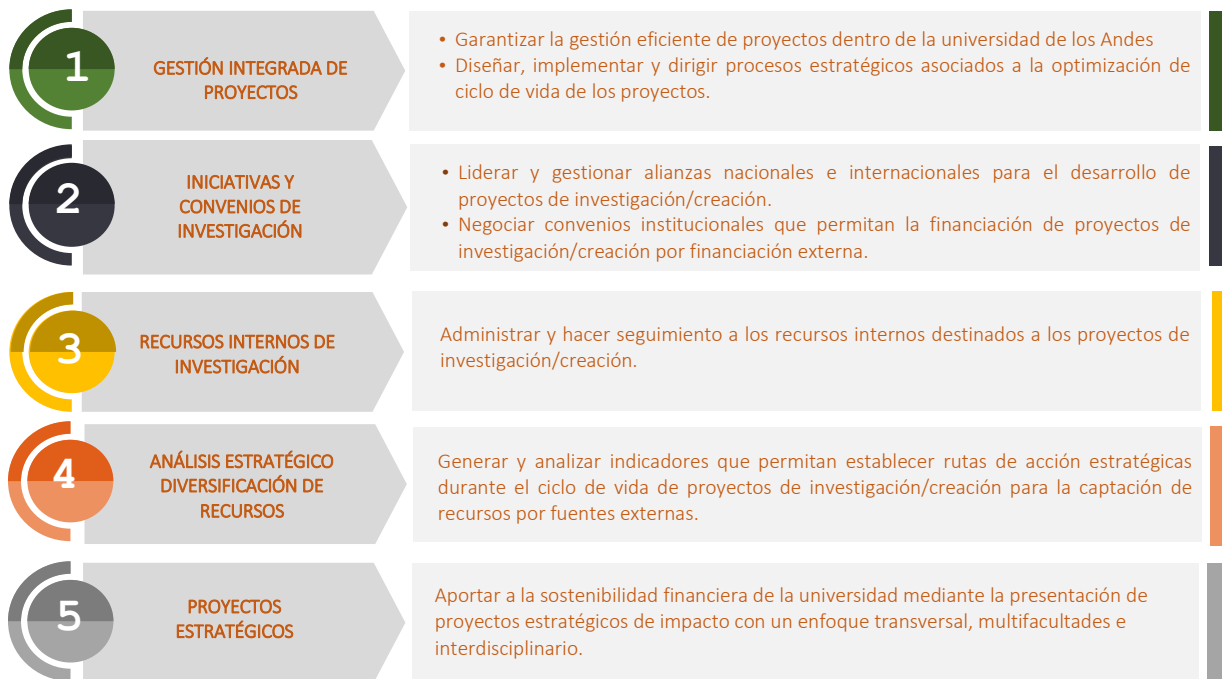 1
GESTIÓN INTEGRADA DE
PROYECTOS
• Garantizar la gestión eficiente de proyectos dentro de la universidad de los Andes
• Diseñar, implementar y dirigir procesos estratégicos asociados a la optimización de
ciclo de vida de los proyectos.
2
INICIATIVAS Y
CONVENIOS DE
INVESTIGACIÓN
• Liderar y gestionar alianzas nacionales e internacionales para el desarrollo de
proyectos de investigación/creación.
• Negociar convenios institucionales que permitan la financiación de proyectos de
investigación/creación por financiación externa.
3
RECURSOS INTERNOS DE
INVESTIGACIÓN
Administrar y hacer seguimiento a los recursos internos destinados a los proyectos de
investigación/creación.
4
ANÁLISIS ESTRATÉGICO
DIVERSIFICACIÓN DE
RECURSOS
Generar y analizar indicadores que permitan establecer rutas de acción estratégicas
durante el ciclo de vida de proyectos de investigación/creación para la captación de
recursos por fuentes externas.
5
PROYECTOS
ESTRATÉGICOS
Aportar a la sostenibilidad financiera de la universidad mediante la presentación de
proyectos estratégicos de impacto con un enfoque transversal, multifacultades e
interdisciplinario.